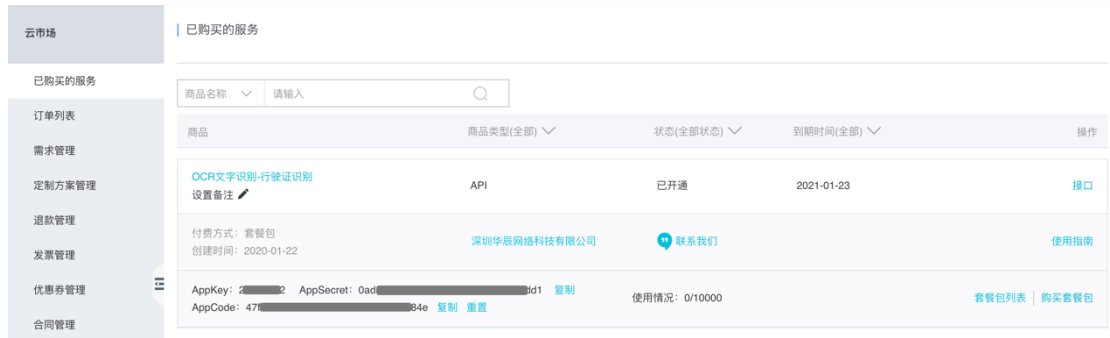 云市场
已购买的服务
订单列表
需求管理
定制方案管理
退款管理
发票管理
优惠券管理
合同管理
已购买的服务
商品名称 请输入
商品 商品类型(全部) 状态(全部状态) 到期时间(全部) 操作
OCR文字识别-行驶证识别
设置备注
API 已开通 2021-01-23 接口
付费方式：套餐包
创建时间：2020-01-22
深圳华辰网络科技有限公司 联系我们 使用指南
AppKey：2 2 AppSecret：0ad dd1 复制
AppCode：47f 84e 复制 重置
使用情况：0/10000 套餐包列表 购买套餐包